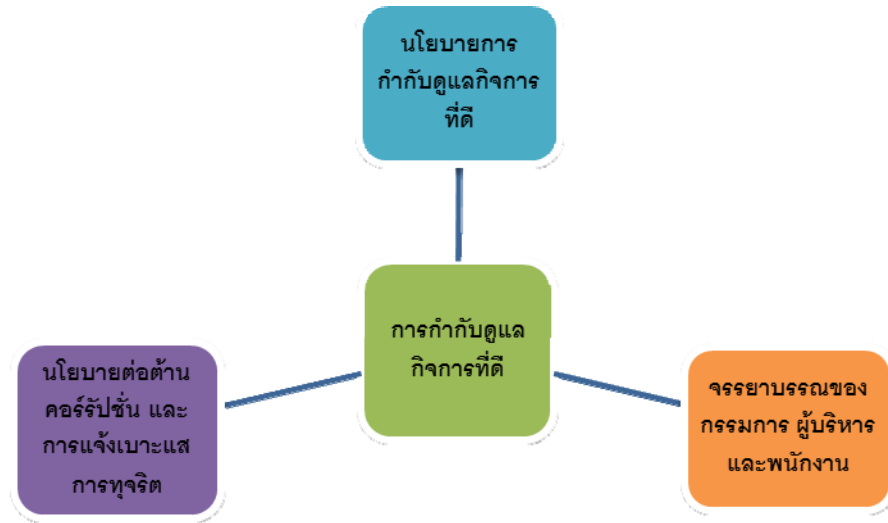 นโยบายการ
กำกับดูแลกิจการ
ที่ดี
การกำกับดูแล
กิจการที่ดี
นโยบายต่อต้าน
คอร์รัปชั่น และ
การแจ้งเบาะแส
การทุจริต
จรรยาบรรณของ
กรรมการ ผู้บริหาร
และพนักงาน